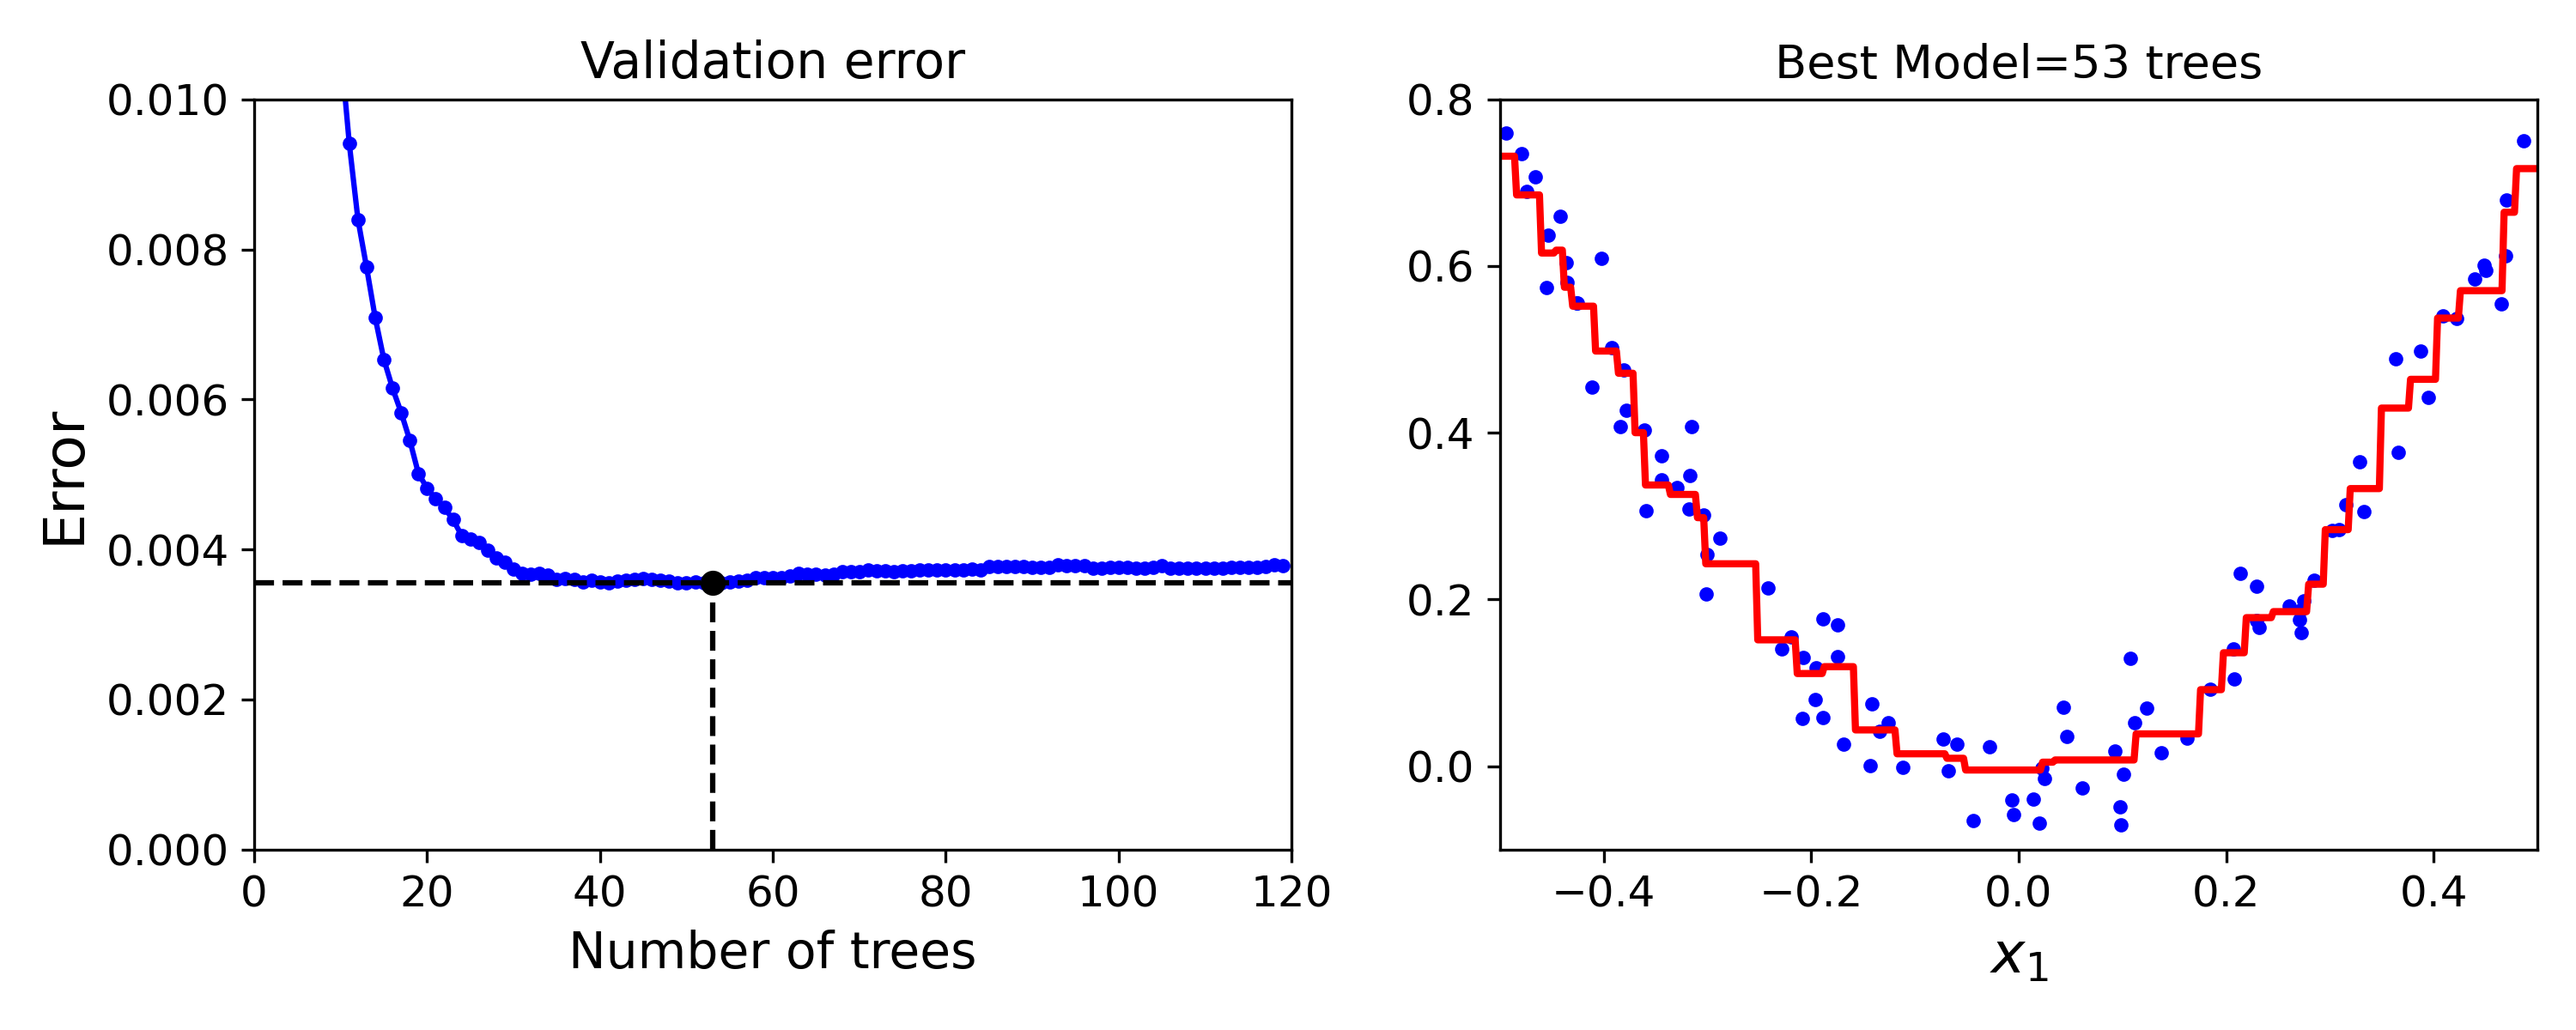 Validation error
0.010
0.008
0.006
0.004
0.002
0.000
Error
0 20 40 60 80 100 120
Number of trees
Best Model=53 trees
0.8
0.6
0.4
0.2
0.0
−0.4 −0.2 0.0 0.2 0.4
x₁